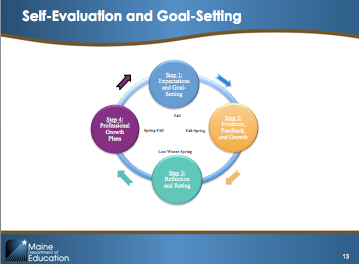 Self-Evaluation and Goal-Setting
Step 1:
Expectations
and Goal-
Setting
Fall
Step 2:
Evidence,
Feedback,
and Growth
Fall-Spring
Step 3:
Reflection
and Rating
Late Winter-Spring
Step 4:
Professional
Growth
Plans
Spring-Fall
Maine
Department of
Education
13